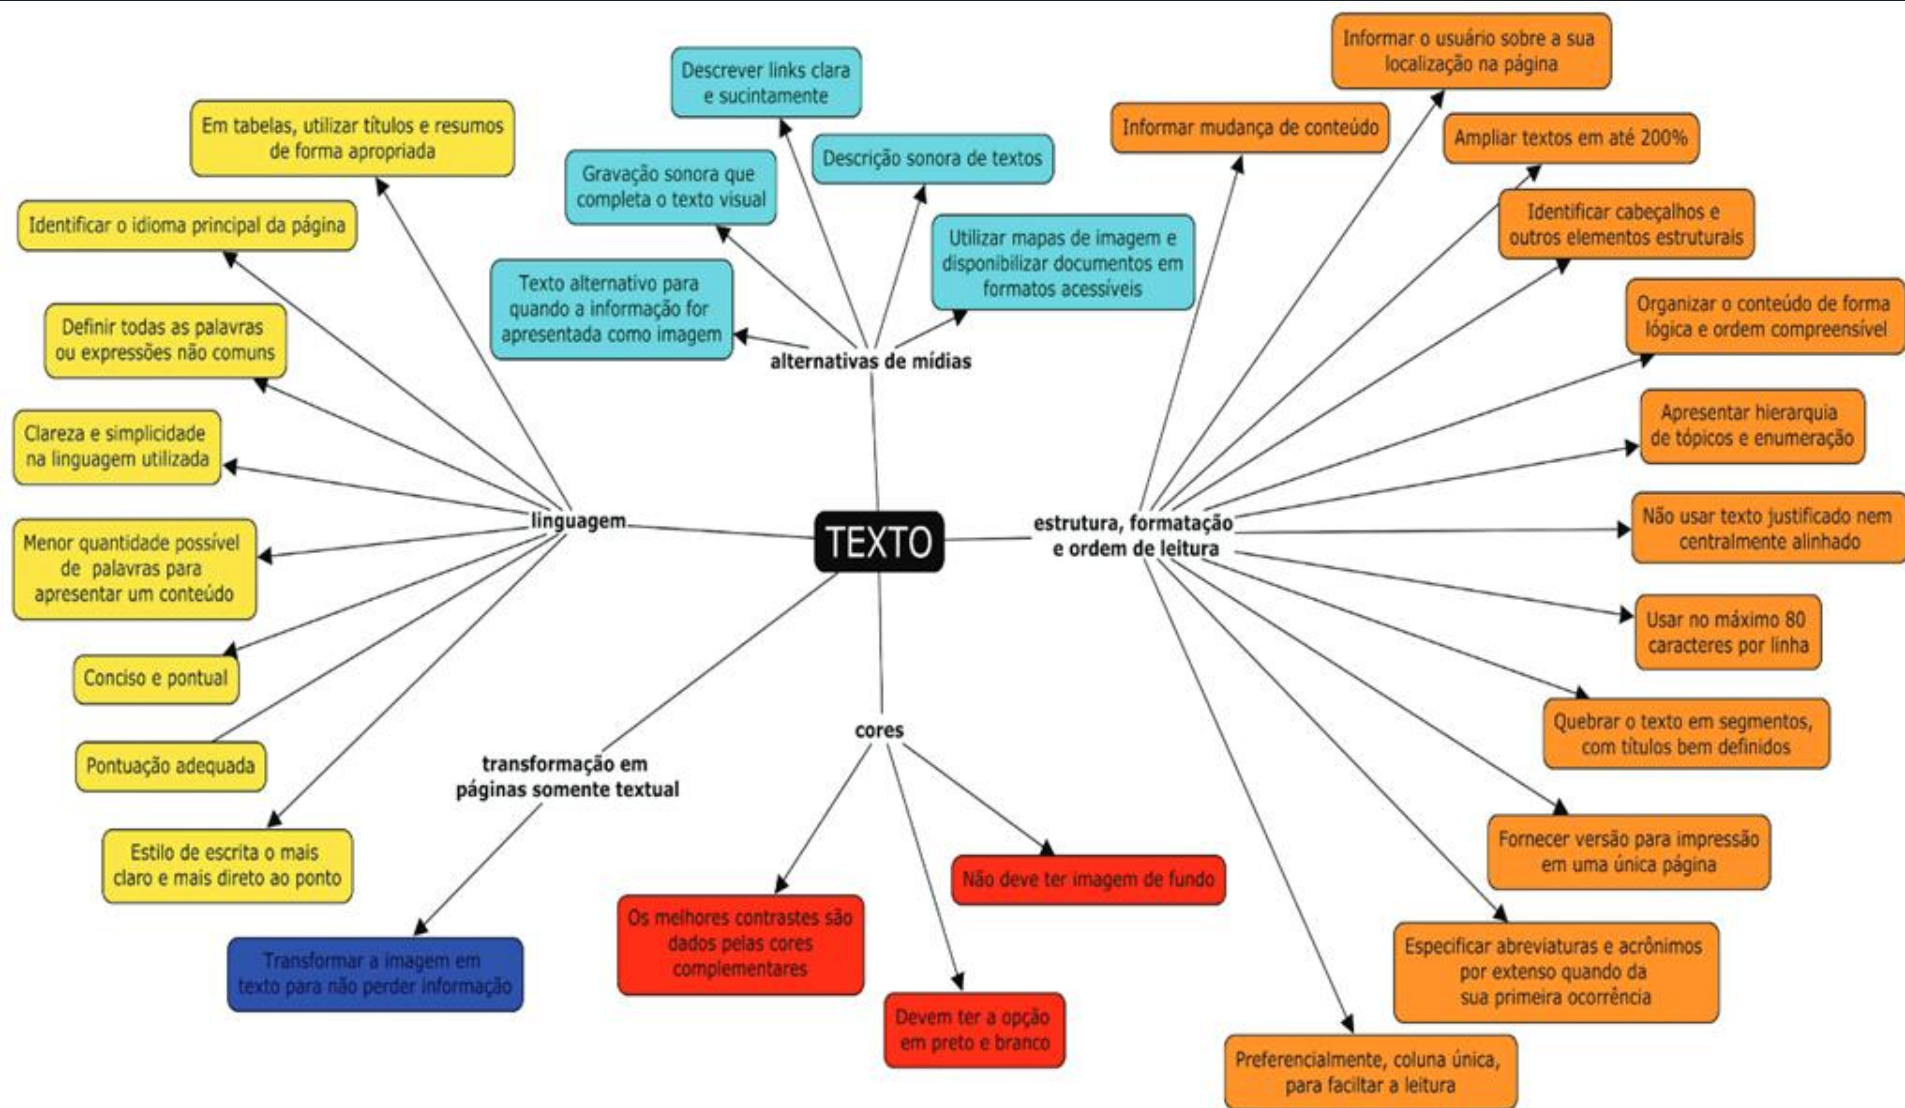 TEXTO
linguagem
Em tabelas, utilizar títulos e resumos
de forma apropriada
Identificar o idioma principal da página
Definir todas as palavras
ou expressões não comuns
Clareza e simplicidade
na linguagem utilizada
Menor quantidade possível
de palavras para
apresentar um conteúdo
Conciso e pontual
Pontuação adequada
Estilo de escrita o mais
claro e mais direto ao ponto
alternativas de mídias
Texto alternativo para
quando a informação for
apresentada como imagem
Gravação sonora que
completa o texto visual
Descrever links clara
e sucintamente
Descrição sonora de textos
Utilizar mapas de imagem e
disponibilizar documentos em
formatos acessíveis
estrutura, formatação
e ordem de leitura
Informar mudança de conteúdo
Informar o usuário sobre a sua
localização na página
Ampliar textos em até 200%
Identificar cabeçalhos e
outros elementos estruturais
Organizar o conteúdo de forma
lógica e ordem compreensível
Apresentar hierarquia
de tópicos e enumeração
Não usar texto justificado nem
centralmente alinhado
Usar no máximo 80
caracteres por linha
Quebrar o texto em segmentos,
com títulos bem definidos
Fornecer versão para impressão
em uma única página
Especificar abreviaturas e acrônimos
por extenso quando da
sua primeira ocorrência
Preferencialmente, coluna única,
para faciltar a leitura
cores
Não deve ter imagem de fundo
Devem ter a opção
em preto e branco
Os melhores contrastes são
dados pelas cores
complementares
transformação em
páginas somente textual
Transformar a imagem em
texto para não perder informação